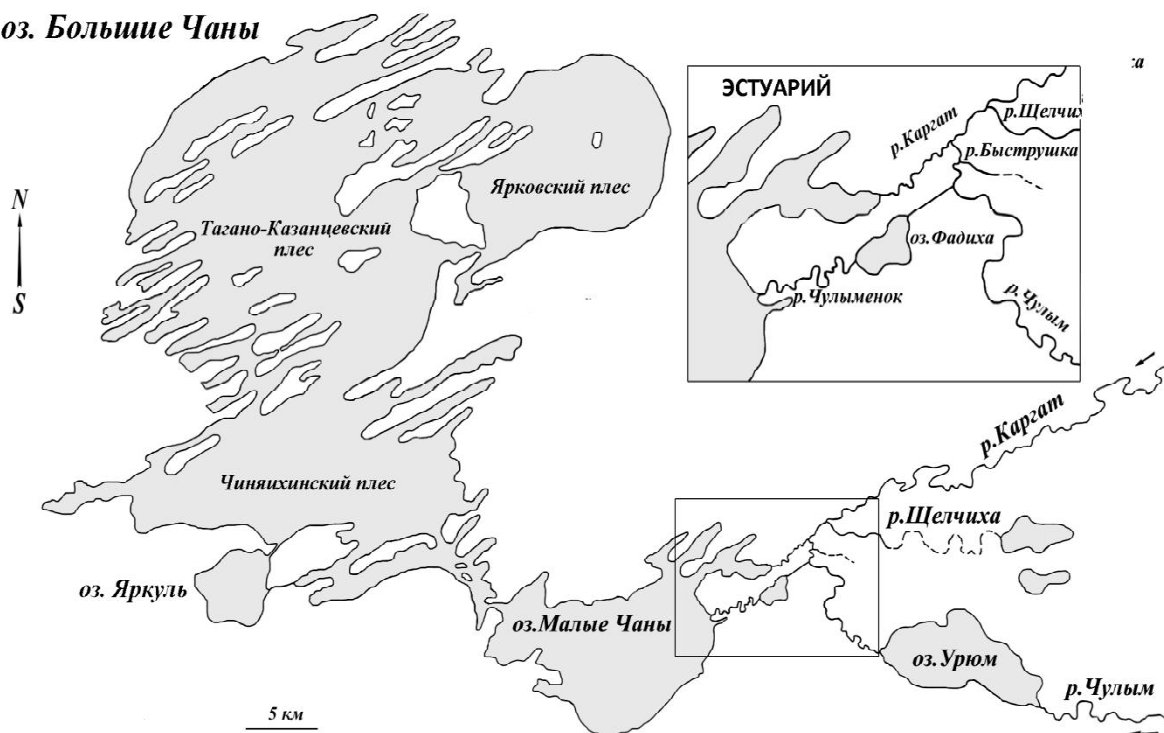 оз. Большие Чаны
N
S
Ярковский плес
Тагано-Казанцевский
плес
Чиняихинский плес
оз. Яркуль
оз.Малые Чаны
5 км
ЭСТУАРИЙ
р.Каргат
р.Щелчих
р.Быструшка
оз.Фадиха
р.Чулыменок
р.Чулым
р.Каргат
р.Щелчиха
оз.Урюм
р.Чулым